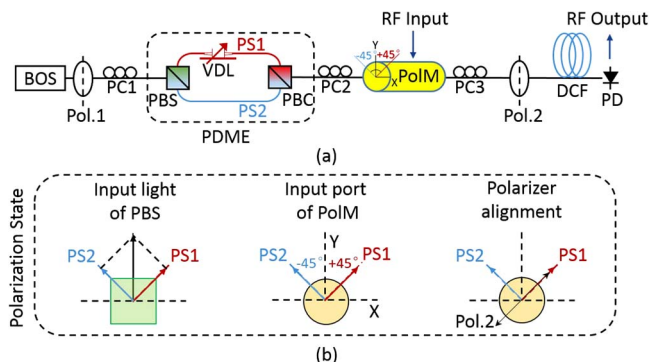 RF Input
RF Output
PS1
VDL
-45° +45°
Y
X
PolM
BOS
PC1
PBS
PBC
PC2
PC3
DCF
PD
Pol.1
PS2
Pol.2
PDME
(a)
Polarization State
Input light
of PBS
Input port
of PolM
Polarizer
alignment
PS2
PS1
PS2
Y
-45° +45°
PS1
X
PS2
PS1
Pol.2
(b)